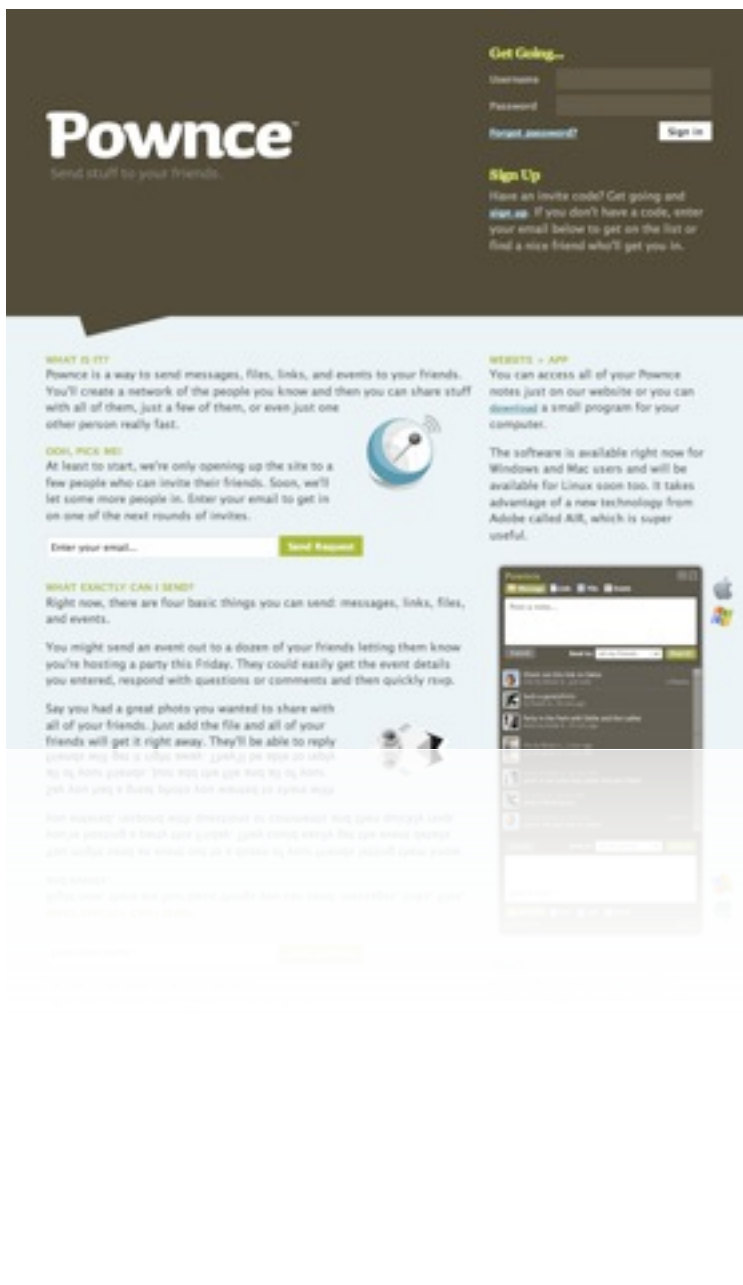 Pownce™
Send stuff to your friends.
Get Going...
Username
Password
Forgot password?
Sign in
Sign Up
Have an invite code? Get going and
sign up. If you don't have a code, enter
your email below to get on the list or
find a nice friend who'll get you in.
WHAT IS IT?
Pownce is a way to send messages, files, links, and events to your friends.
You'll create a network of the people you know and then you can share stuff
with all of them, just a few of them, or even just one
other person really fast.
OOH, PICK ME!
At least to start, we're only opening up the site to a
few people who can invite their friends. Soon, we'll
let some more people in. Enter your email to get in
on one of the next rounds of invites.
Enter your email...
Send Request
WHAT EXACTLY CAN I SEND?
Right now, there are four basic things you can send: messages, links, files,
and events.
You might send an event out to a dozen of your friends letting them know
you're hosting a party this Friday. They could easily get the event details
you entered, respond with questions or comments and then quickly rsvp.
Say you had a great photo you wanted to share with
all of your friends. Just add the file and all of your
friends will get it right away. They'll be able to reply
WEBSITE + APP
You can access all of your Pownce
notes just on our website or you can
download a small program for your
computer.
The software is available right now for
Windows and Mac users and will be
available for Linux soon too. It takes
advantage of a new technology from
Adobe called AIR, which is super
useful.
Pownce
Message Link File Event
Post a note...
Send to: